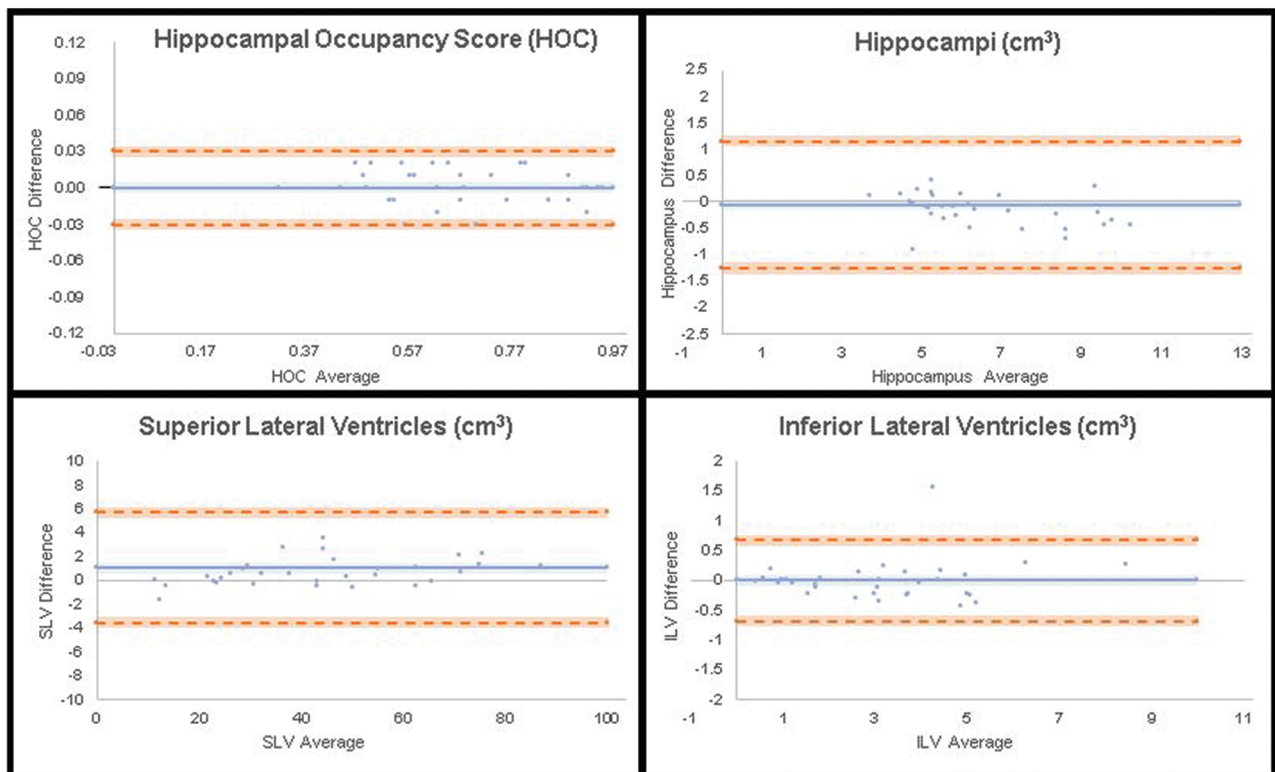 Hippocampal Occupancy Score (HOC)
0.12
0.09
0.06
0.03
0.00
-0.03
-0.06
-0.09
-0.12
HOC Difference
-0.03 0.17 0.37 0.57 0.77 0.97
HOC Average
Hippocampi (cm³)
2.5
2
1.5
1
0.5
0
-0.5
-1
-1.5
-2
-2.5
Hippocampus Difference
-1 1 3 5 7 9 11 13
Hippocampus Average
Superior Lateral Ventricles (cm³)
10
8
6
4
2
0
-2
-4
-6
-8
-10
SLV Difference
0 20 40 60 80 100
SLV Average
Inferior Lateral Ventricles (cm³)
2
1.5
1
0.5
0
-0.5
-1
-1.5
-2
ILV Difference
-1 1 3 5 7 9 11
ILV Average